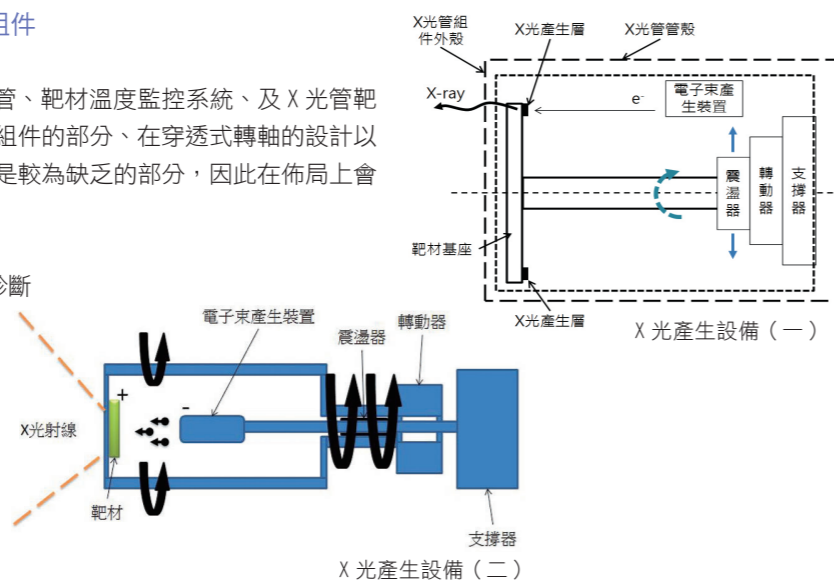 組件
管、靶材溫度監控系統、及 X 光管靶
組件的部分、在穿透式轉軸的設計以
是較為缺乏的部分，因此在佈局上會
診斷
X光管組
件外殼
X光產生層
X光管管殼
X-ray
e-
電子束產
生裝置
震盪器
轉動器
支撐器
靶材基座
X光產生層
X 光產生設備（一）
電子束產生裝置
震盪器
轉動器
+
-
X光射線
靶材
支撐器
X 光產生設備（二）